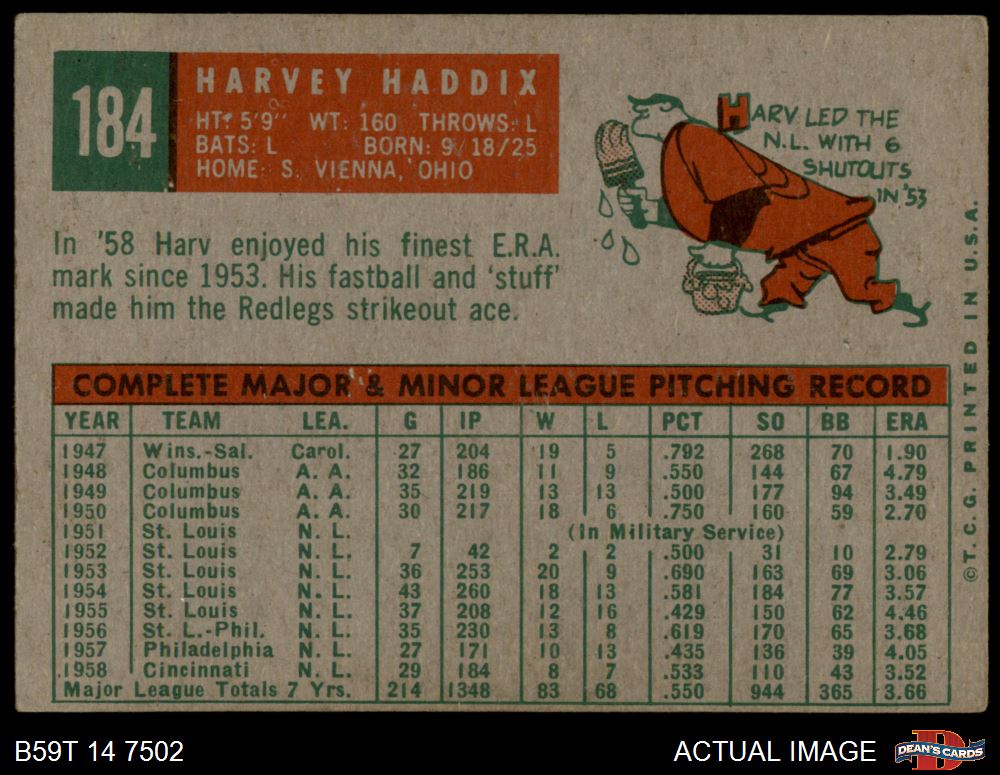 184
HARVEY HADDIX
HT: 5'9" WT: 160 THROWS: L
BATS: L BORN: 9/18/25
HOME: S. VIENNA, OHIO
HARV LED THE
N.L. WITH 6
SHUTOUTS
IN '53
In '58 Harv enjoyed his finest E.R.A.
mark since 1953. His fastball and 'stuff'
made him the Redlegs strikeout ace.
COMPLETE MAJOR & MINOR LEAGUE PITCHING RECORD
YEAR TEAM LEA. G IP W L PCT SO BB ERA
1947 Wins.-Sal. Carol. 27 204 19 5 .792 268 70 1.90
1948 Columbus A. A. 32 186 11 9 .550 144 67 4.79
1949 Columbus A. A. 35 219 13 13 .500 177 94 3.49
1950 Columbus A. A. 30 217 18 6 .750 160 59 2.70
1951 St. Louis N. L. (In Military Service)
1952 St. Louis N. L. 7 42 2 2 .500 31 10 2.79
1953 St. Louis N. L. 36 253 20 9 .690 163 69 3.06
1954 St. Louis N. L. 43 260 18 13 .581 184 77 3.57
1955 St. Louis N. L. 37 208 12 16 .429 150 62 4.46
1956 St. L.-Phil. N. L. 35 230 13 8 .619 170 65 3.68
1957 Philadelphia N. L. 27 171 10 13 .435 136 39 4.05
1958 Cincinnati N. L. 29 184 8 7 .533 110 43 3.52
Major League Totals 7 Yrs. 214 1348 83 68 .550 944 365 3.66
©T. C. G. PRINTED IN U.S.A.
B59T 14 7502
ACTUAL IMAGE
D
DEAN'S CARDS